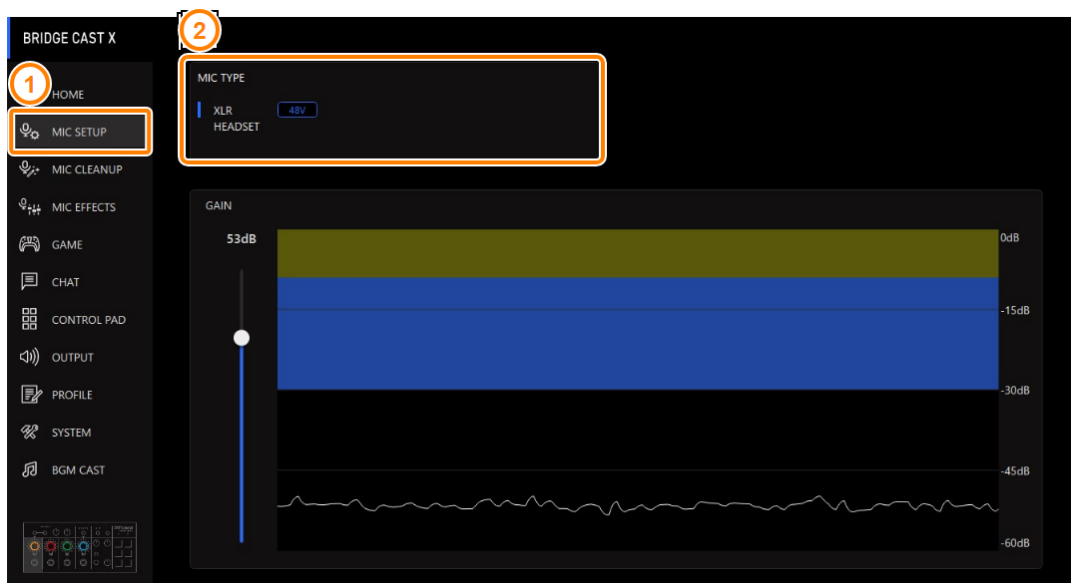 BRIDGE CAST X
2
1
HOME
MIC SETUP
MIC CLEANUP
MIC EFFECTS
GAME
CHAT
CONTROL PAD
OUTPUT
PROFILE
SYSTEM
BGM CAST
MIC TYPE
XLR 48V
HEADSET
GAIN
53dB
0dB
-15dB
-30dB
-45dB
-60dB